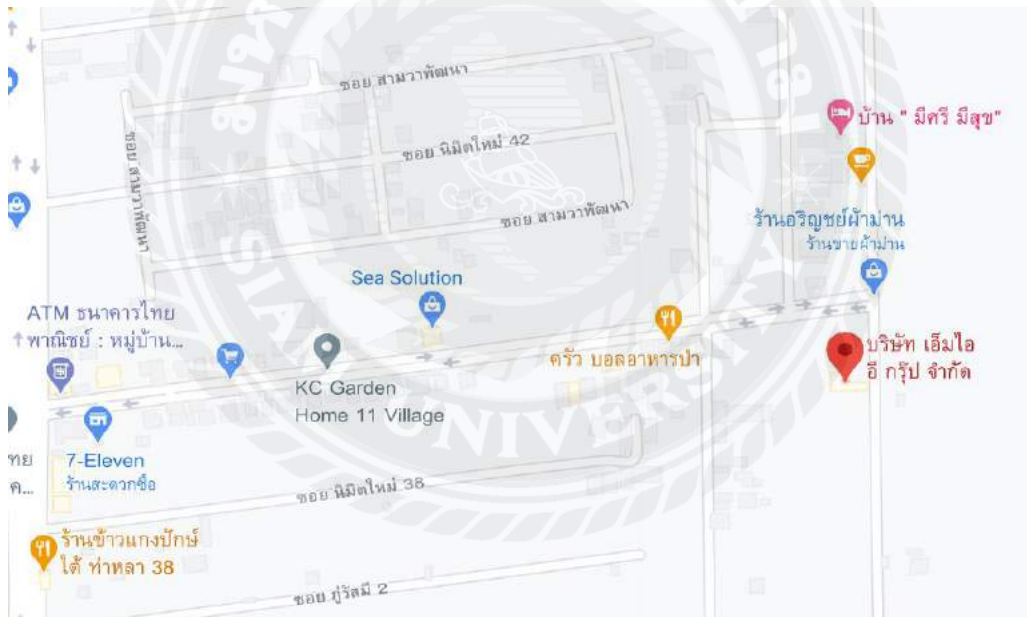 ซอย สามวาพัฒนา
บ้าน " มีศรี มีสุข"
ซอย นิมิตใหม่ 42
ซอย สามวาพัฒนา
ซอย สามวาพัฒนา
ร้านอริญชย์ผ้าม่าน
ร้านขายผ้าม่าน
Sea Solution
ATM ธนาคารไทย
พาณิชย์ : หมู่บ้าน...
ครัว บอลอาหารป่า
บริษัท เอ็มไอ
อี กรุ๊ป จำกัด
KC Garden
Home 11 Village
7-Eleven
ร้านสะดวกซื้อ
ทย
ค...
ซอย นิมิตใหม่ 38
ร้านข้าวแกงปักษ์
ใต้ ท่าหลา 38
ซอย ภู่รัสมี 2
SIAM UNIVERSITY